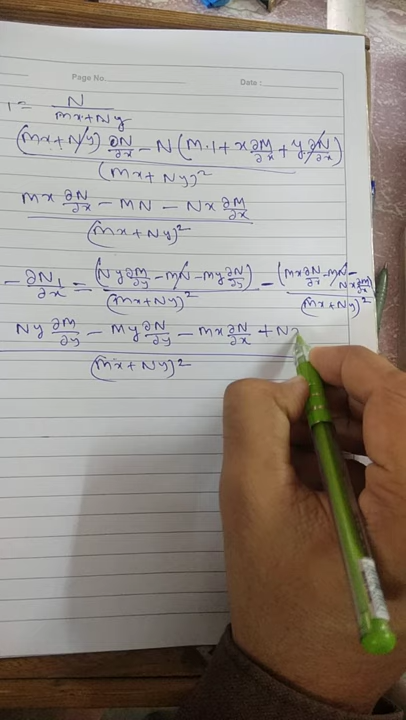 Page No.
Date :
1 = N / (mx+Ny)
(mx+Ny) ∂N/∂x − N (M·1 + x ∂M/∂x + y ∂N/∂x) / (mx+Ny)²
mx ∂N/∂x − MN − Nx ∂M/∂x / (mx+Ny)²
− ∂N₁/∂x = (Ny ∂M/∂y − mN − my ∂N/∂y) / (mx+Ny)² − (mx ∂N/∂x − mN − Nx ∂M/∂x) / (mx+Ny)²
Ny ∂M/∂y − My ∂N/∂y − mx ∂N/∂x + N / (mx+Ny)²